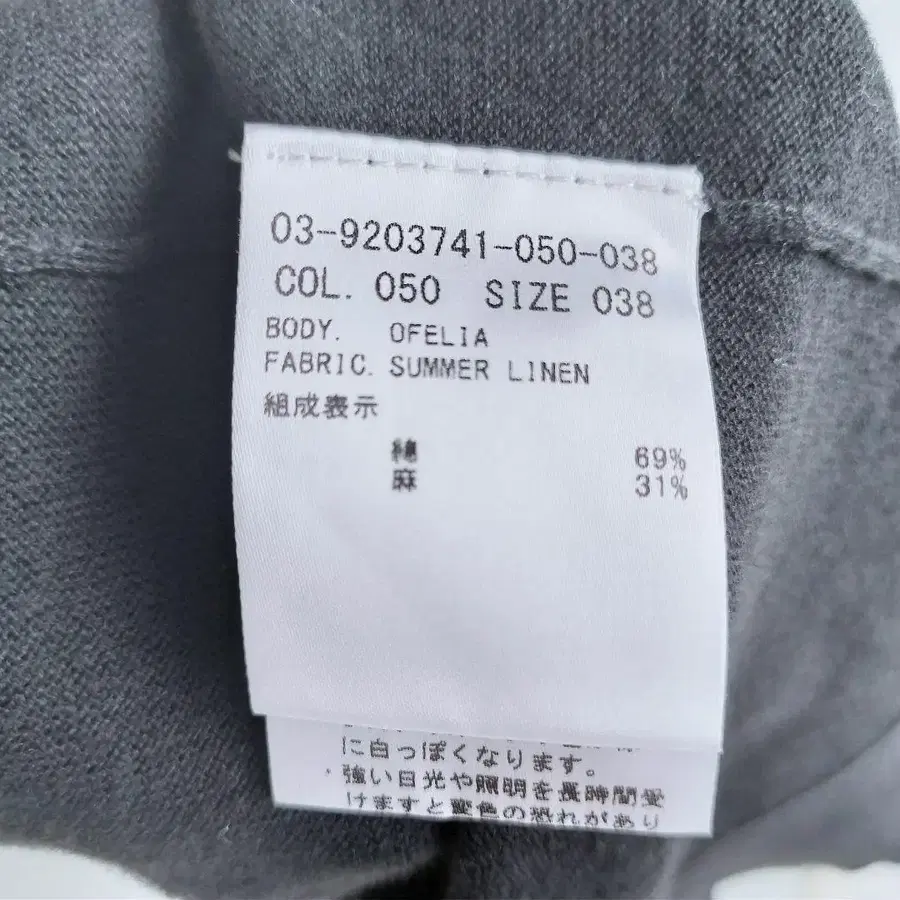 03-9203741-050-038
COL. 050 SIZE 038
BODY. OFELIA
FABRIC. SUMMER LINEN
組成表示
綿 69%
麻 31%
に白っぽくなります。
・強い日光や照明を長時間受
けますと変色の恐れがあり